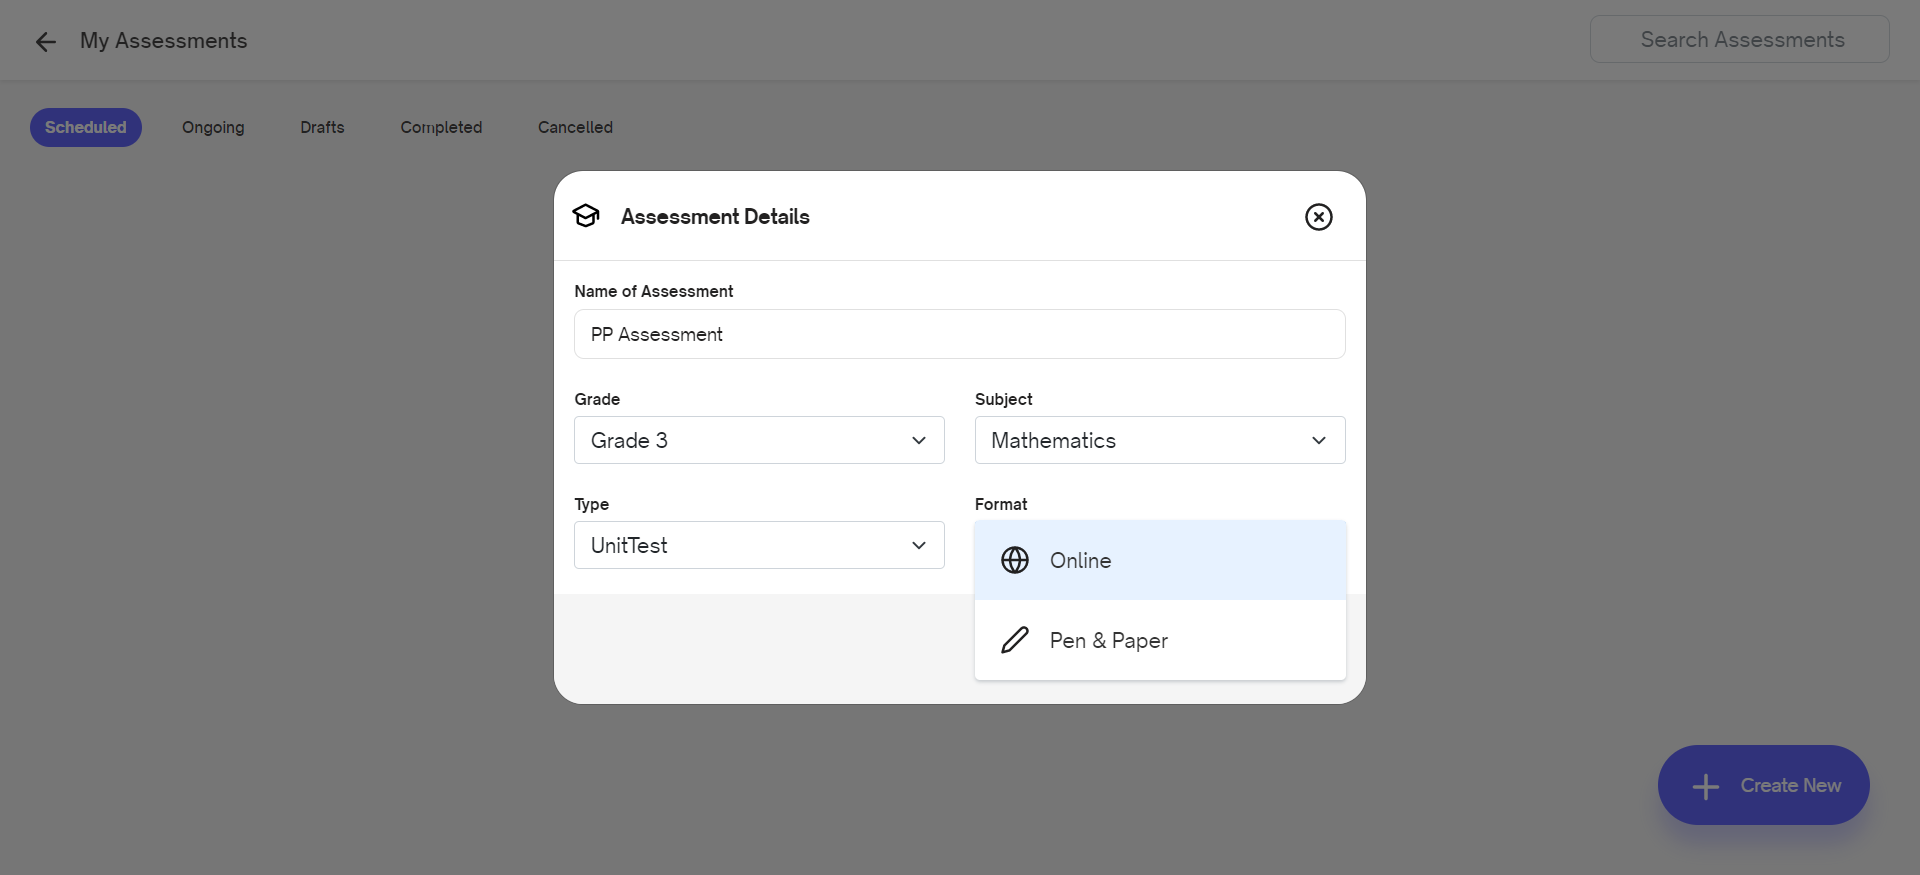 My Assessments
Search Assessments
Scheduled
Ongoing
Drafts
Completed
Cancelled
Assessment Details
Name of Assessment
PP Assessment
Grade
Subject
Grade 3
Mathematics
Type
Format
UnitTest
Online
Pen & Paper
Create New